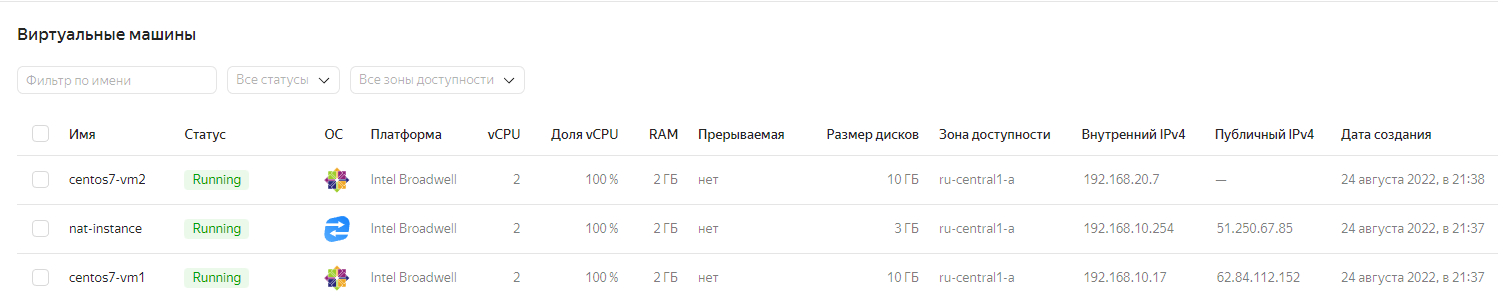 Виртуальные машины
Фильтр по имени Все статусы Все зоны доступности
Имя Статус ОС Платформа vCPU Доля vCPU RAM Прерываемая Размер дисков Зона доступности Внутренний IPv4 Публичный IPv4 Дата создания
centos7-vm2 Running Intel Broadwell 2 100 % 2 ГБ нет 10 ГБ ru-central1-a 192.168.20.7 — 24 августа 2022, в 21:38
nat-instance Running Intel Broadwell 2 100 % 2 ГБ нет 3 ГБ ru-central1-a 192.168.10.254 51.250.67.85 24 августа 2022, в 21:37
centos7-vm1 Running Intel Broadwell 2 100 % 2 ГБ нет 10 ГБ ru-central1-a 192.168.10.17 62.84.112.152 24 августа 2022, в 21:37